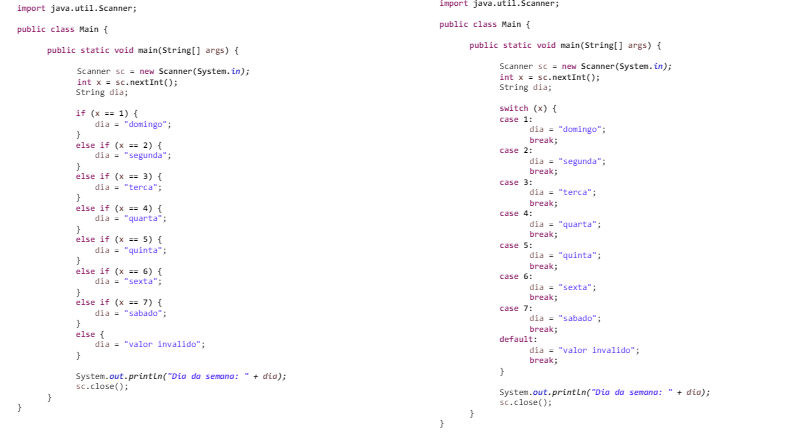 import java.util.Scanner;
public class Main {
public static void main(String[] args) {
Scanner sc = new Scanner(System.in);
int x = sc.nextInt();
String dia;
if (x == 1) {
dia = "domingo";
}
else if (x == 2) {
dia = "segunda";
}
else if (x == 3) {
dia = "terca";
}
else if (x == 4) {
dia = "quarta";
}
else if (x == 5) {
dia = "quinta";
}
else if (x == 6) {
dia = "sexta";
}
else if (x == 7) {
dia = "sabado";
}
else {
dia = "valor invalido";
}
System.out.println("Dia da semana: " + dia);
sc.close();
}
}
import java.util.Scanner;
public class Main {
public static void main(String[] args) {
Scanner sc = new Scanner(System.in);
int x = sc.nextInt();
String dia;
switch (x) {
case 1:
dia = "domingo";
break;
case 2:
dia = "segunda";
break;
case 3:
dia = "terca";
break;
case 4:
dia = "quarta";
break;
case 5:
dia = "quinta";
break;
case 6:
dia = "sexta";
break;
case 7:
dia = "sabado";
break;
default:
dia = "valor invalido";
break;
}
System.out.println("Dia da semana: " + dia);
sc.close();
}
}